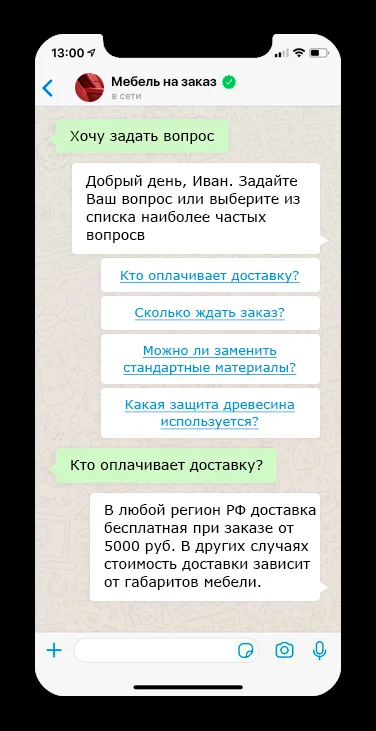 13:00
Мебель на заказ
в сети
Хочу задать вопрос
Добрый день, Иван. Задайте
Ваш вопрос или выберите из
списка наиболее частых
вопросв
Кто оплачивает доставку?
Сколько ждать заказ?
Можно ли заменить
стандартные материалы?
Какая защита древесина
используется?
Кто оплачивает доставку?
В любой регион РФ доставка
бесплатная при заказе от
5000 руб. В других случаях
стоимость доставки зависит
от габаритов мебели.